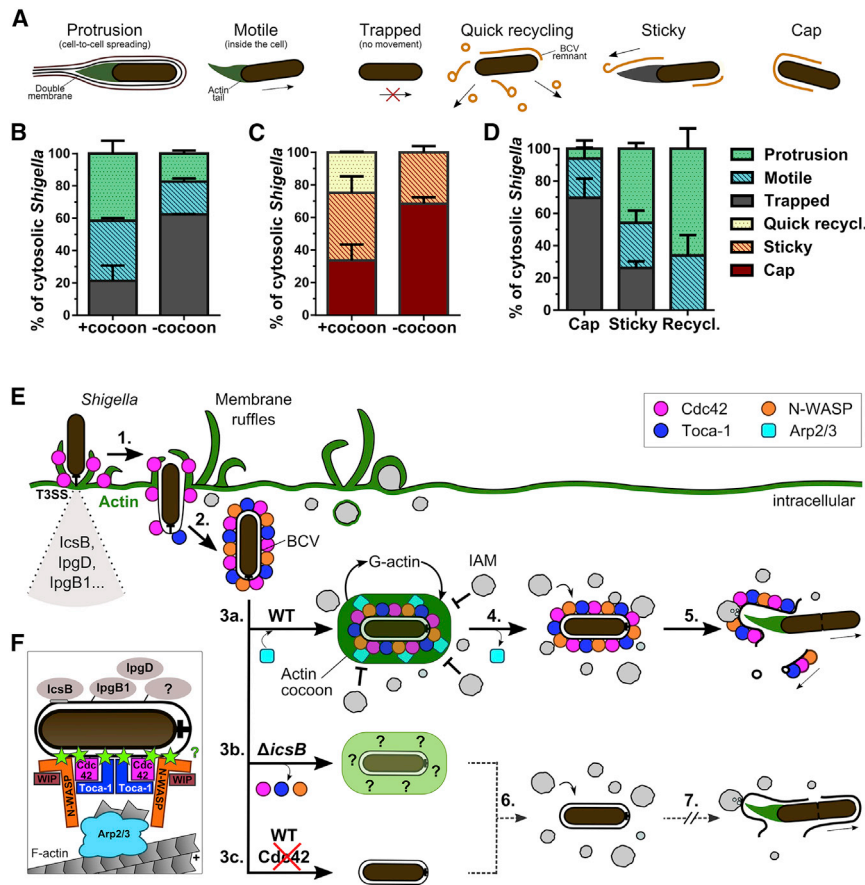 A
Protrusion
(cell-to-cell spreading)
Double
membrane
Motile
(inside the cell)
Actin
tail
Trapped
(no movement)
Quick recycling
BCV
remnant
Sticky
Cap
B
% of cytosolic Shigella
100
80
60
40
20
0
+cocoon
-cocoon
C
% of cytosolic Shigella
100
80
60
40
20
0
+cocoon
-cocoon
D
% of cytosolic Shigella
100
80
60
40
20
0
Cap
Sticky
Recycl.
Protrusion
Motile
Trapped
Quick recycl.
Sticky
Cap
E
Shigella
1.
Membrane
ruffles
Cdc42
N-WASP
Toca-1
Arp2/3
T3SS
Actin
2.
intracellular
IcsB,
IpgD,
IpgB1...
BCV
G-actin
IAM
3a.
WT
4.
5.
Actin
cocoon
3b.
ΔicsB
? ? ? ? ? ?
6.
7.
3c.
WT
Cdc42
F
IpgD
IcsB
IpgB1
?
?
Cdc
42
Cdc
42
WIP
Toca-1
Toca-1
WIP
N-WASP
N-WASP
Arp2/3
F-actin
+